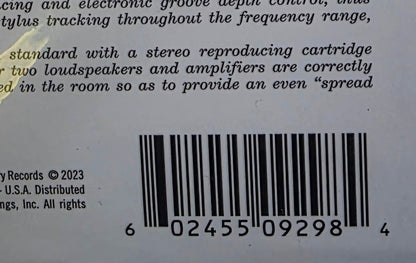 and electronic groove depth control, thus
stylus tracking throughout the frequency range,
standard with a stereo reproducing cartridge
two loudspeakers and amplifiers are correctly
in the room so as to provide an even “spread
Records © 2023
U.S.A. Distributed
Inc. All rights
6 02455 09298 4